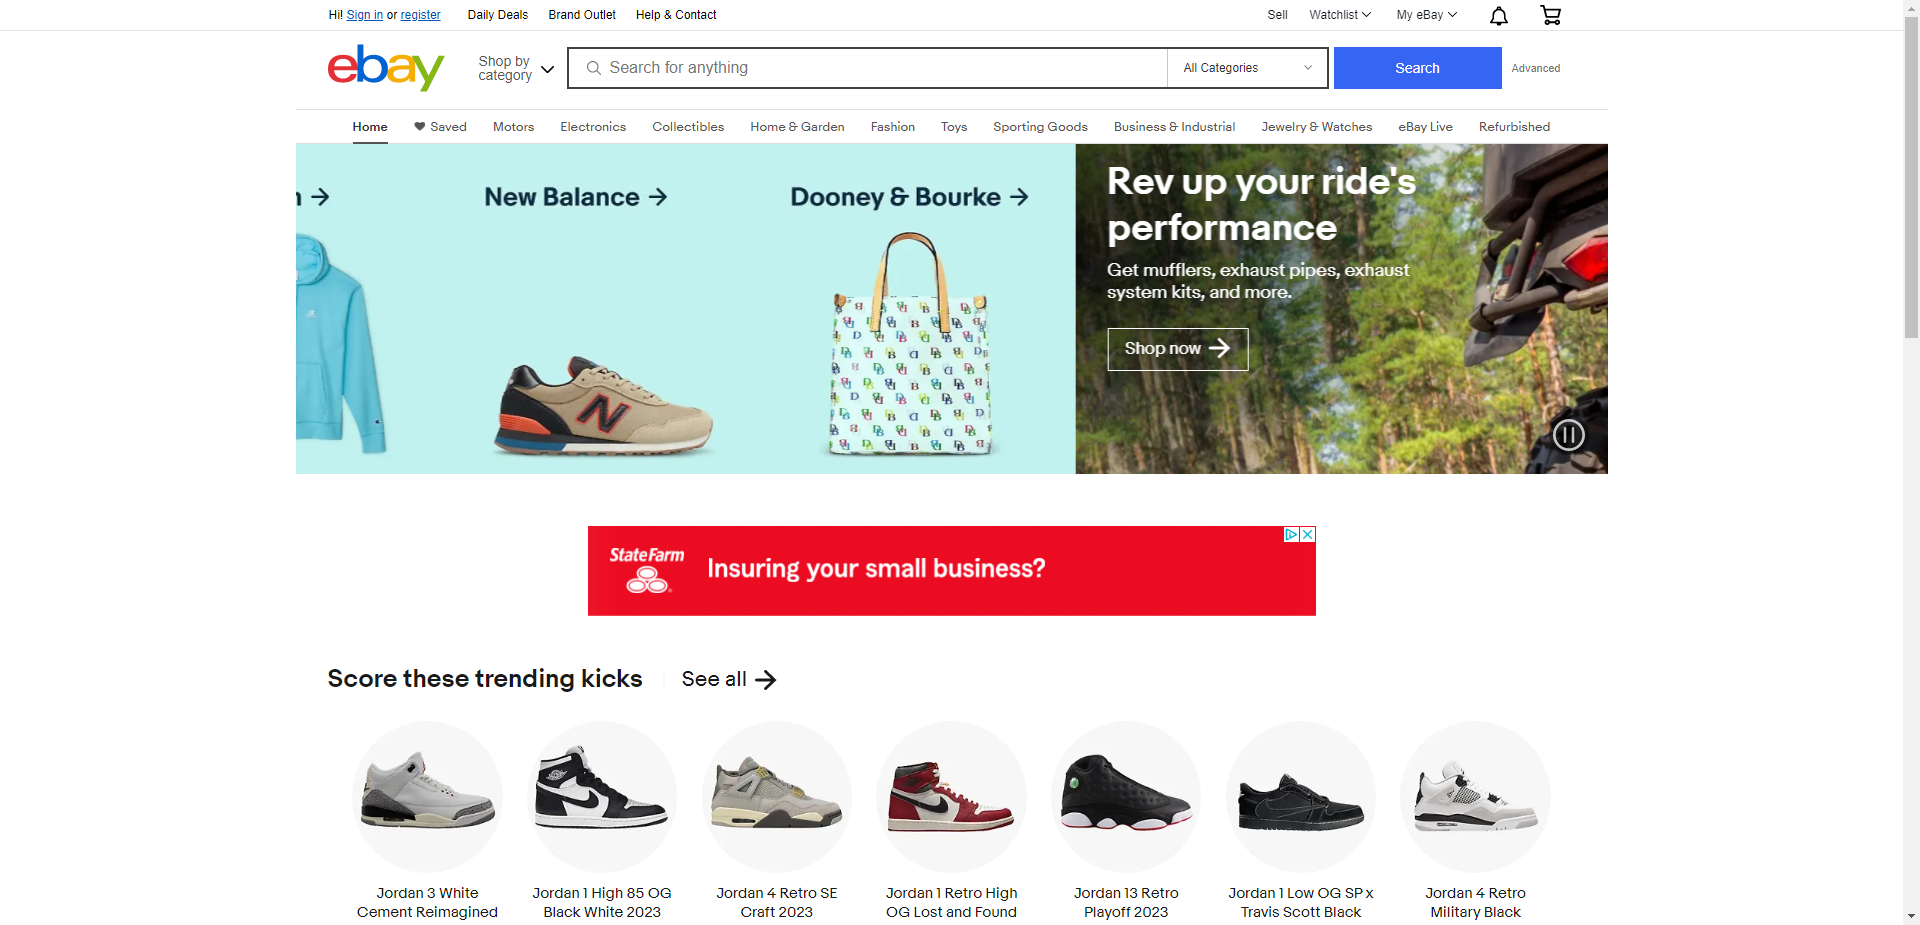 Hi! Sign in or register Daily Deals Brand Outlet Help & Contact Sell Watchlist My eBay
ebay Shop by category Search for anything All Categories Search Advanced
Home Saved Motors Electronics Collectibles Home & Garden Fashion Toys Sporting Goods Business & Industrial Jewelry & Watches eBay Live Refurbished
New Balance Dooney & Bourke
Rev up your ride's
performance
Get mufflers, exhaust pipes, exhaust
system kits, and more.
Shop now
N
State Farm
Insuring your small business?
Score these trending kicks See all
Jordan 3 White
Cement Reimagined
Jordan 1 High 85 OG
Black White 2023
Jordan 4 Retro SE
Craft 2023
Jordan 1 Retro High
OG Lost and Found
Jordan 13 Retro
Playoff 2023
Jordan 1 Low OG SP x
Travis Scott Black
Jordan 4 Retro
Military Black